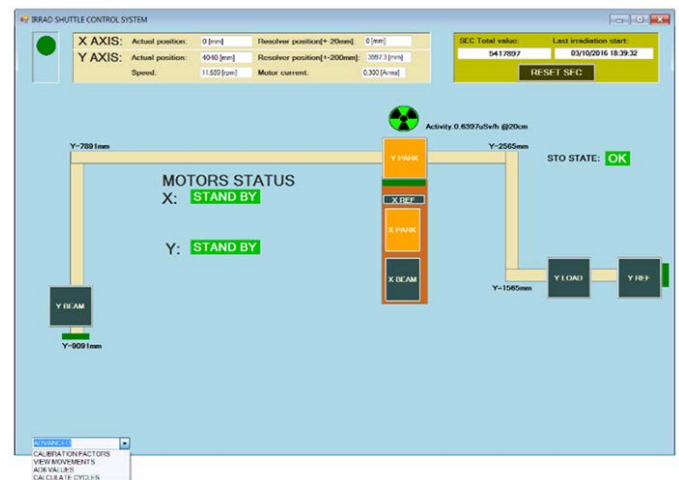 IRRAD SHUTTLE CONTROL SYSTEM
X AXIS: Actual position: 0 [mm] Resolver position[+-20mm]: 0 [mm]
Y AXIS: Actual position: 4040 [mm] Resolver position[+-200mm]: 3997.3 [mm]
Speed: 11.689 [rpm] Motor current: 0.300 [Arms]
SEC Total value: Last irradiation start:
5417897 03/10/2016 18:39:32
RESET SEC
Activity:0.6397uSv/h @20cm
Y-7891mm
Y PARK
Y-2565mm
STO STATE: OK
MOTORS STATUS
X: STAND BY
X REF
X PARK
Y: STAND BY
X BEAM
Y LOAD
Y REF
Y-1565mm
Y BEAM
Y-9091mm
ADVANCED
CALIBRATION FACTORS
VIEW MOVEMENTS
AD6 VALUES
CALCULATE CYCLES